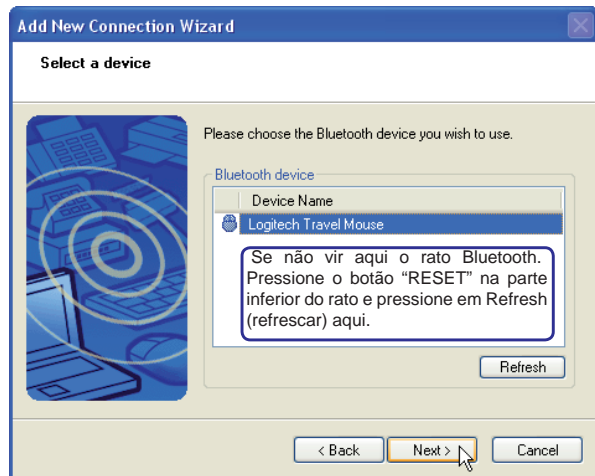 Add New Connection Wizard
Select a device
Please choose the Bluetooth device you wish to use.
Bluetooth device
Device Name
Logitech Travel Mouse
Se não vir aqui o rato Bluetooth.
Pressione o botão “RESET” na parte
inferior do rato e pressione em Refresh
(refrescar) aqui.
Refresh
< Back
Next >
Cancel